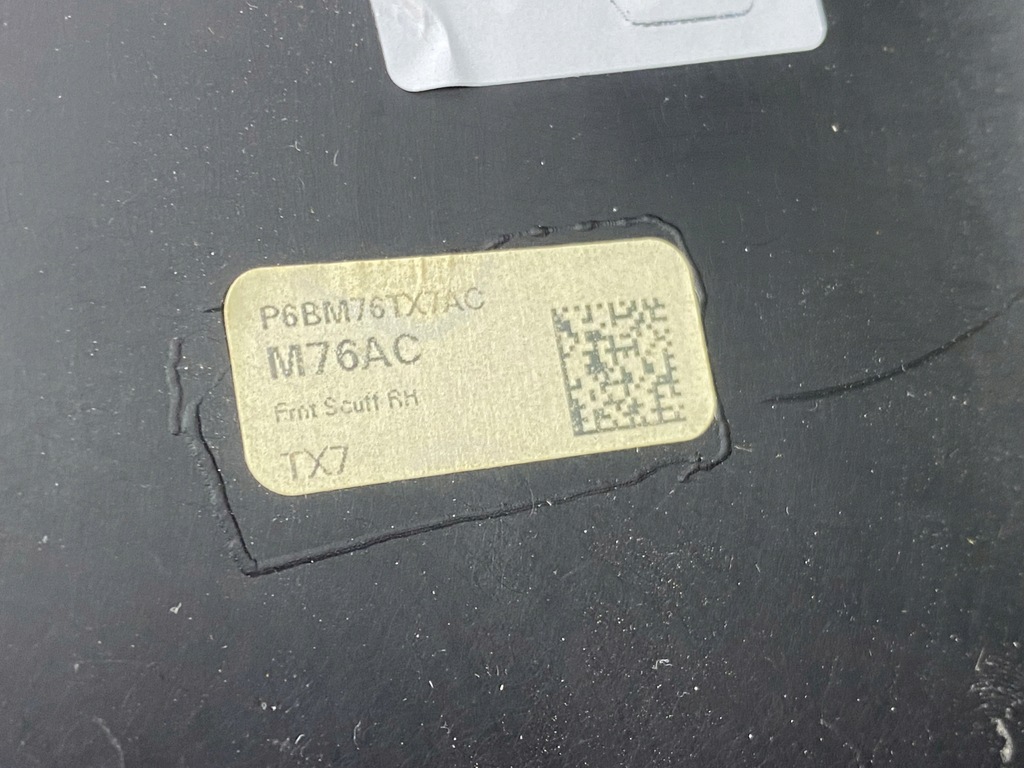 P6BM76TX7AC
M76AC
Frnt Scuff RH
TX7